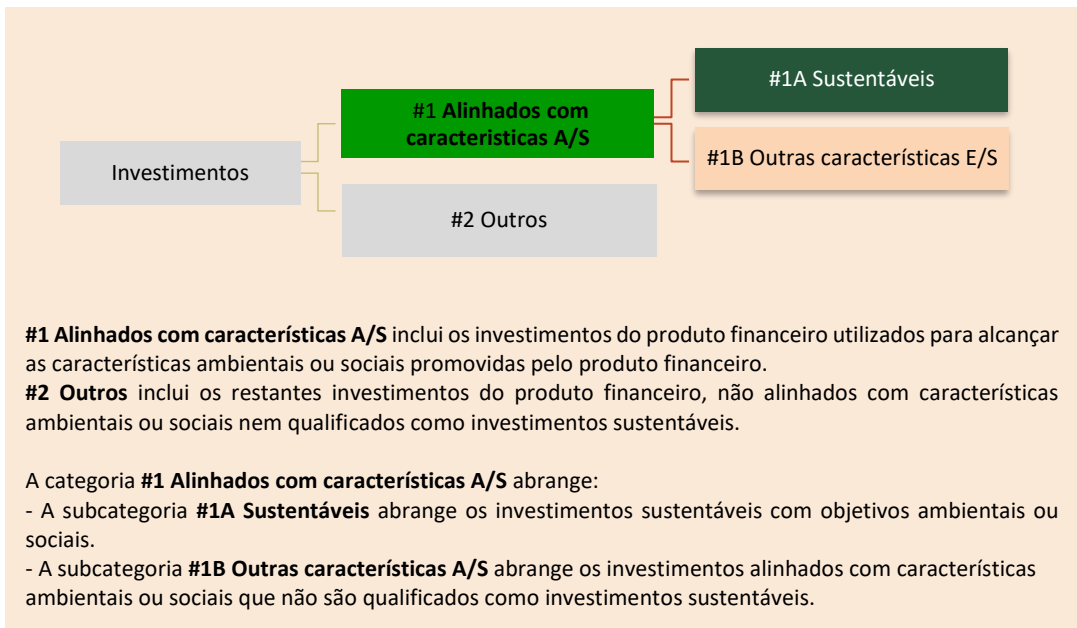 #1A Sustentáveis
#1 Alinhados com
caracteristicas A/S
#1B Outras características E/S
Investimentos
#2 Outros
#1 Alinhados com características A/S inclui os investimentos do produto financeiro utilizados para alcançar
as características ambientais ou sociais promovidas pelo produto financeiro.
#2 Outros inclui os restantes investimentos do produto financeiro, não alinhados com características
ambientais ou sociais nem qualificados como investimentos sustentáveis.
A categoria #1 Alinhados com características A/S abrange:
- A subcategoria #1A Sustentáveis abrange os investimentos sustentáveis com objetivos ambientais ou
sociais.
- A subcategoria #1B Outras características A/S abrange os investimentos alinhados com características
ambientais ou sociais que não são qualificados como investimentos sustentáveis.